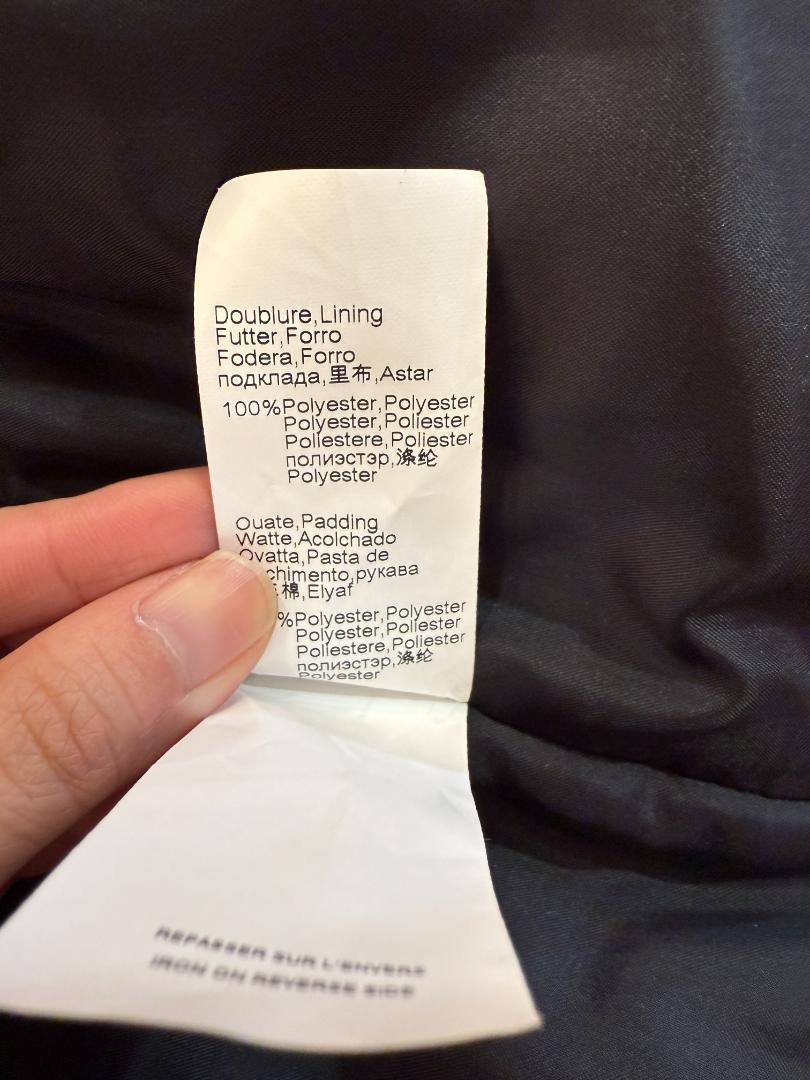 Doublure,Lining
Futter,Forro
Fodera,Forro
подклада,里布,Astar
100%Polyester,Polyester
Polyester,Poliester
Poliestere,Poliester
полиэстэр,涤纶
Polyester
Ouate,Padding
Watte,Acolchado
Ovatta,Pasta de
chimento,рукава
棉,Elyaf
%Polyester,Polyester
Polyester,Poliester
Poliestere,Poliester
полиэстэр,涤纶
Polyester
REPASSER SUR L'ENVERS
IRON ON REVERSE SIDE